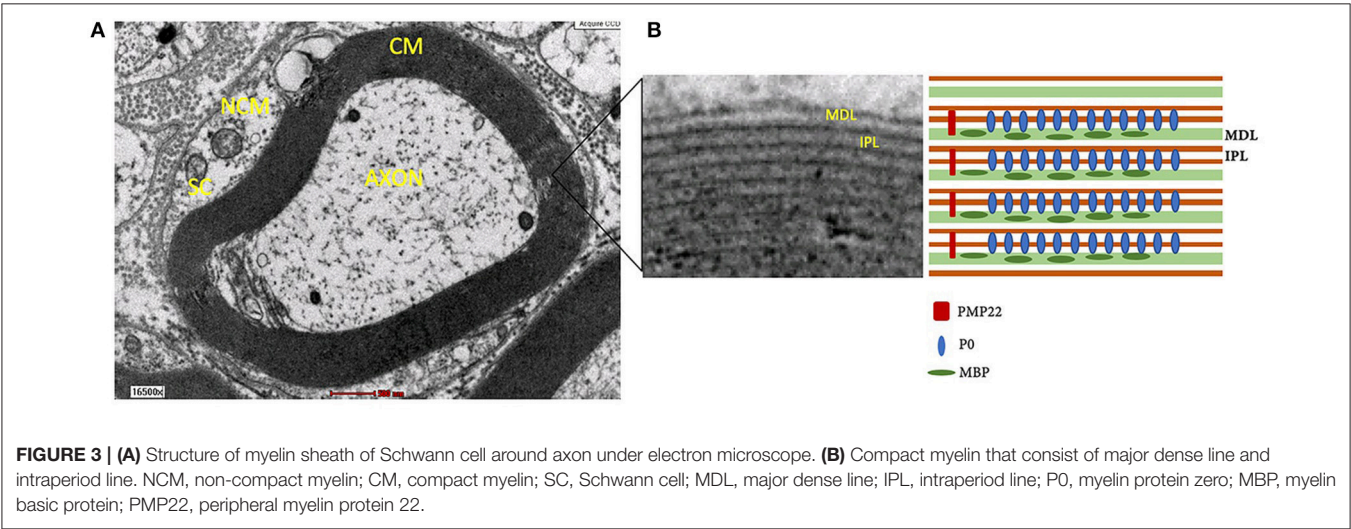 A
Acquire CCD
CM
NCM
SC
AXON
16500x
B
MDL
IPL
MDL
IPL
PMP22
P0
MBP
FIGURE 3 | (A) Structure of myelin sheath of Schwann cell around axon under electron microscope. (B) Compact myelin that consist of major dense line and
intraperiod line. NCM, non-compact myelin; CM, compact myelin; SC, Schwann cell; MDL, major dense line; IPL, intraperiod line; P0, myelin protein zero; MBP, myelin
basic protein; PMP22, peripheral myelin protein 22.